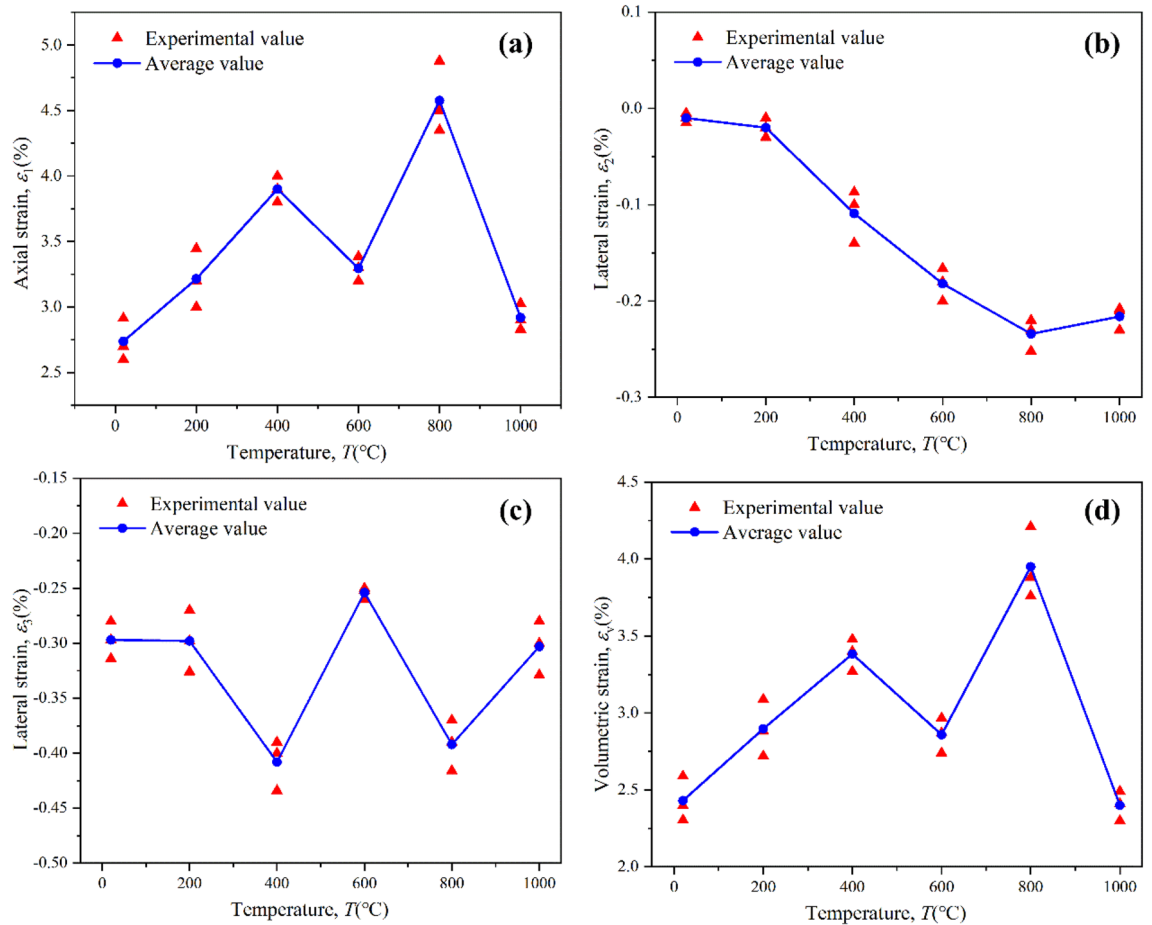 (a)
Experimental value
Average value
5.0
4.5
4.0
3.5
3.0
2.5
Axial strain, ε1(%)
0 200 400 600 800 1000
Temperature, T(℃)
(b)
Experimental value
Average value
0.1
0.0
-0.1
-0.2
-0.3
Lateral strain, ε2(%)
0 200 400 600 800 1000
Temperature, T(℃)
(c)
Experimental value
Average value
-0.15
-0.20
-0.25
-0.30
-0.35
-0.40
-0.45
-0.50
Lateral strain, ε3(%)
0 200 400 600 800 1000
Temperature, T(℃)
(d)
Experimental value
Average value
4.5
4.0
3.5
3.0
2.5
2.0
Volumetric strain, εv(%)
0 200 400 600 800 1000
Temperature, T(℃)